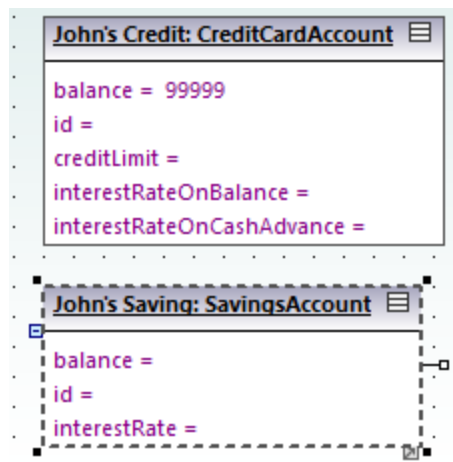 John's Credit: CreditCardAccount
balance = 99999
id =
creditLimit =
interestRateOnBalance =
interestRateOnCashAdvance =
John's Saving: SavingsAccount
balance =
id =
interestRate =